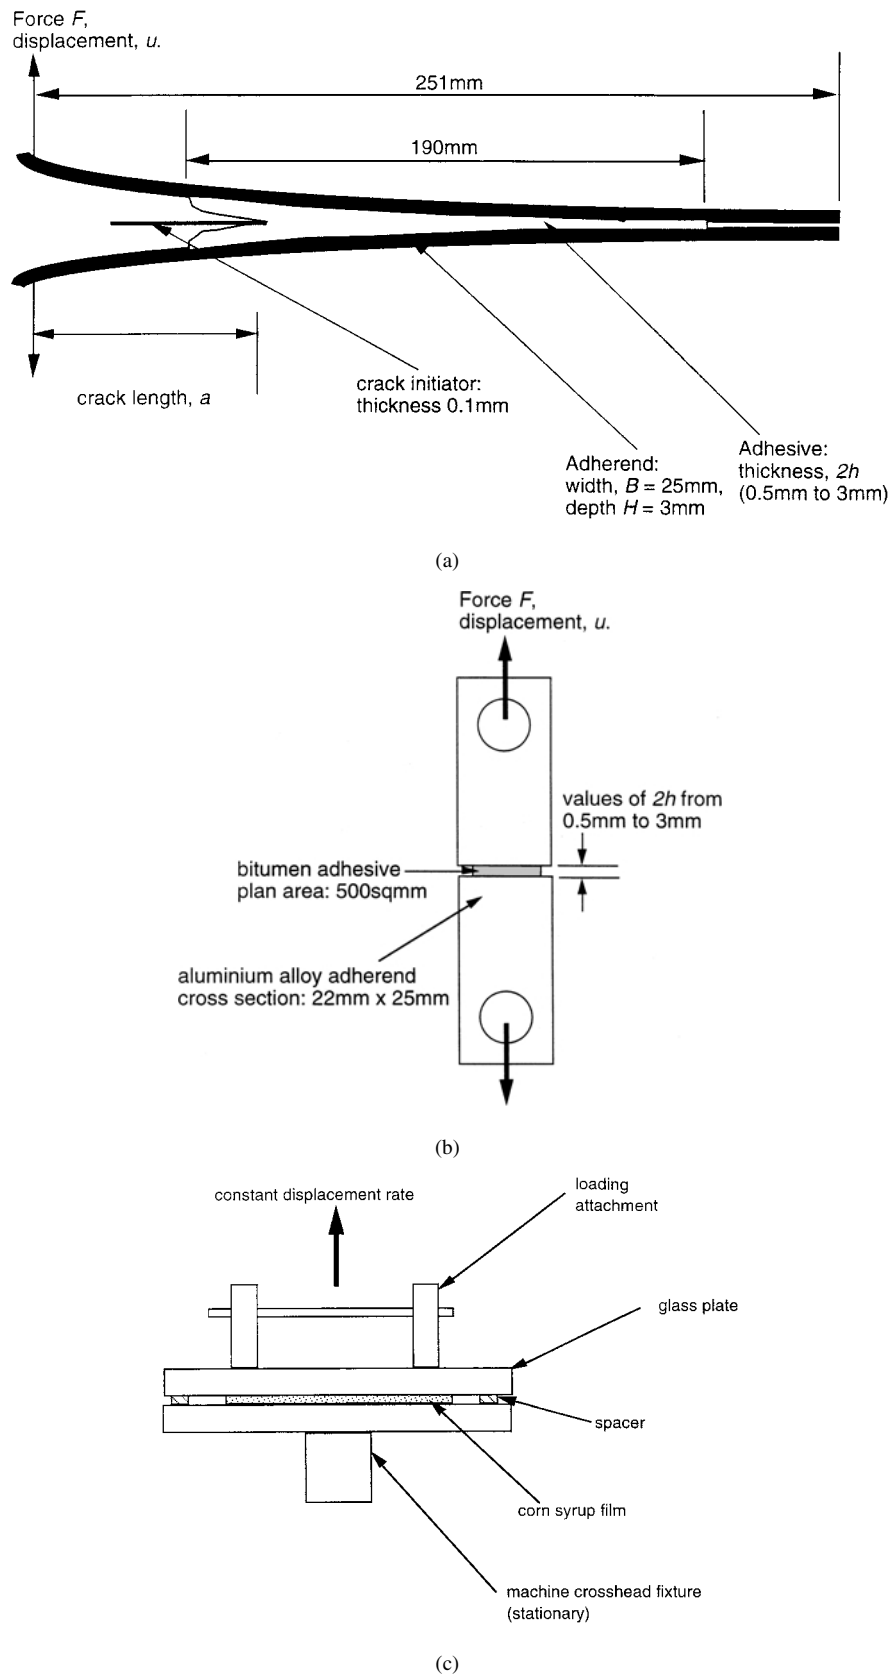 Force F,
displacement, u.
251mm
190mm
crack initiator:
thickness 0.1mm
crack length, a
Adhesive:
thickness, 2h
(0.5mm to 3mm)
Adherend:
width, B = 25mm,
depth H = 3mm
(a)
Force F,
displacement, u.
values of 2h from
0.5mm to 3mm
bitumen adhesive
plan area: 500sqmm
aluminium alloy adherend
cross section: 22mm x 25mm
(b)
constant displacement rate
loading
attachment
glass plate
spacer
corn syrup film
machine crosshead fixture
(stationary)
(c)